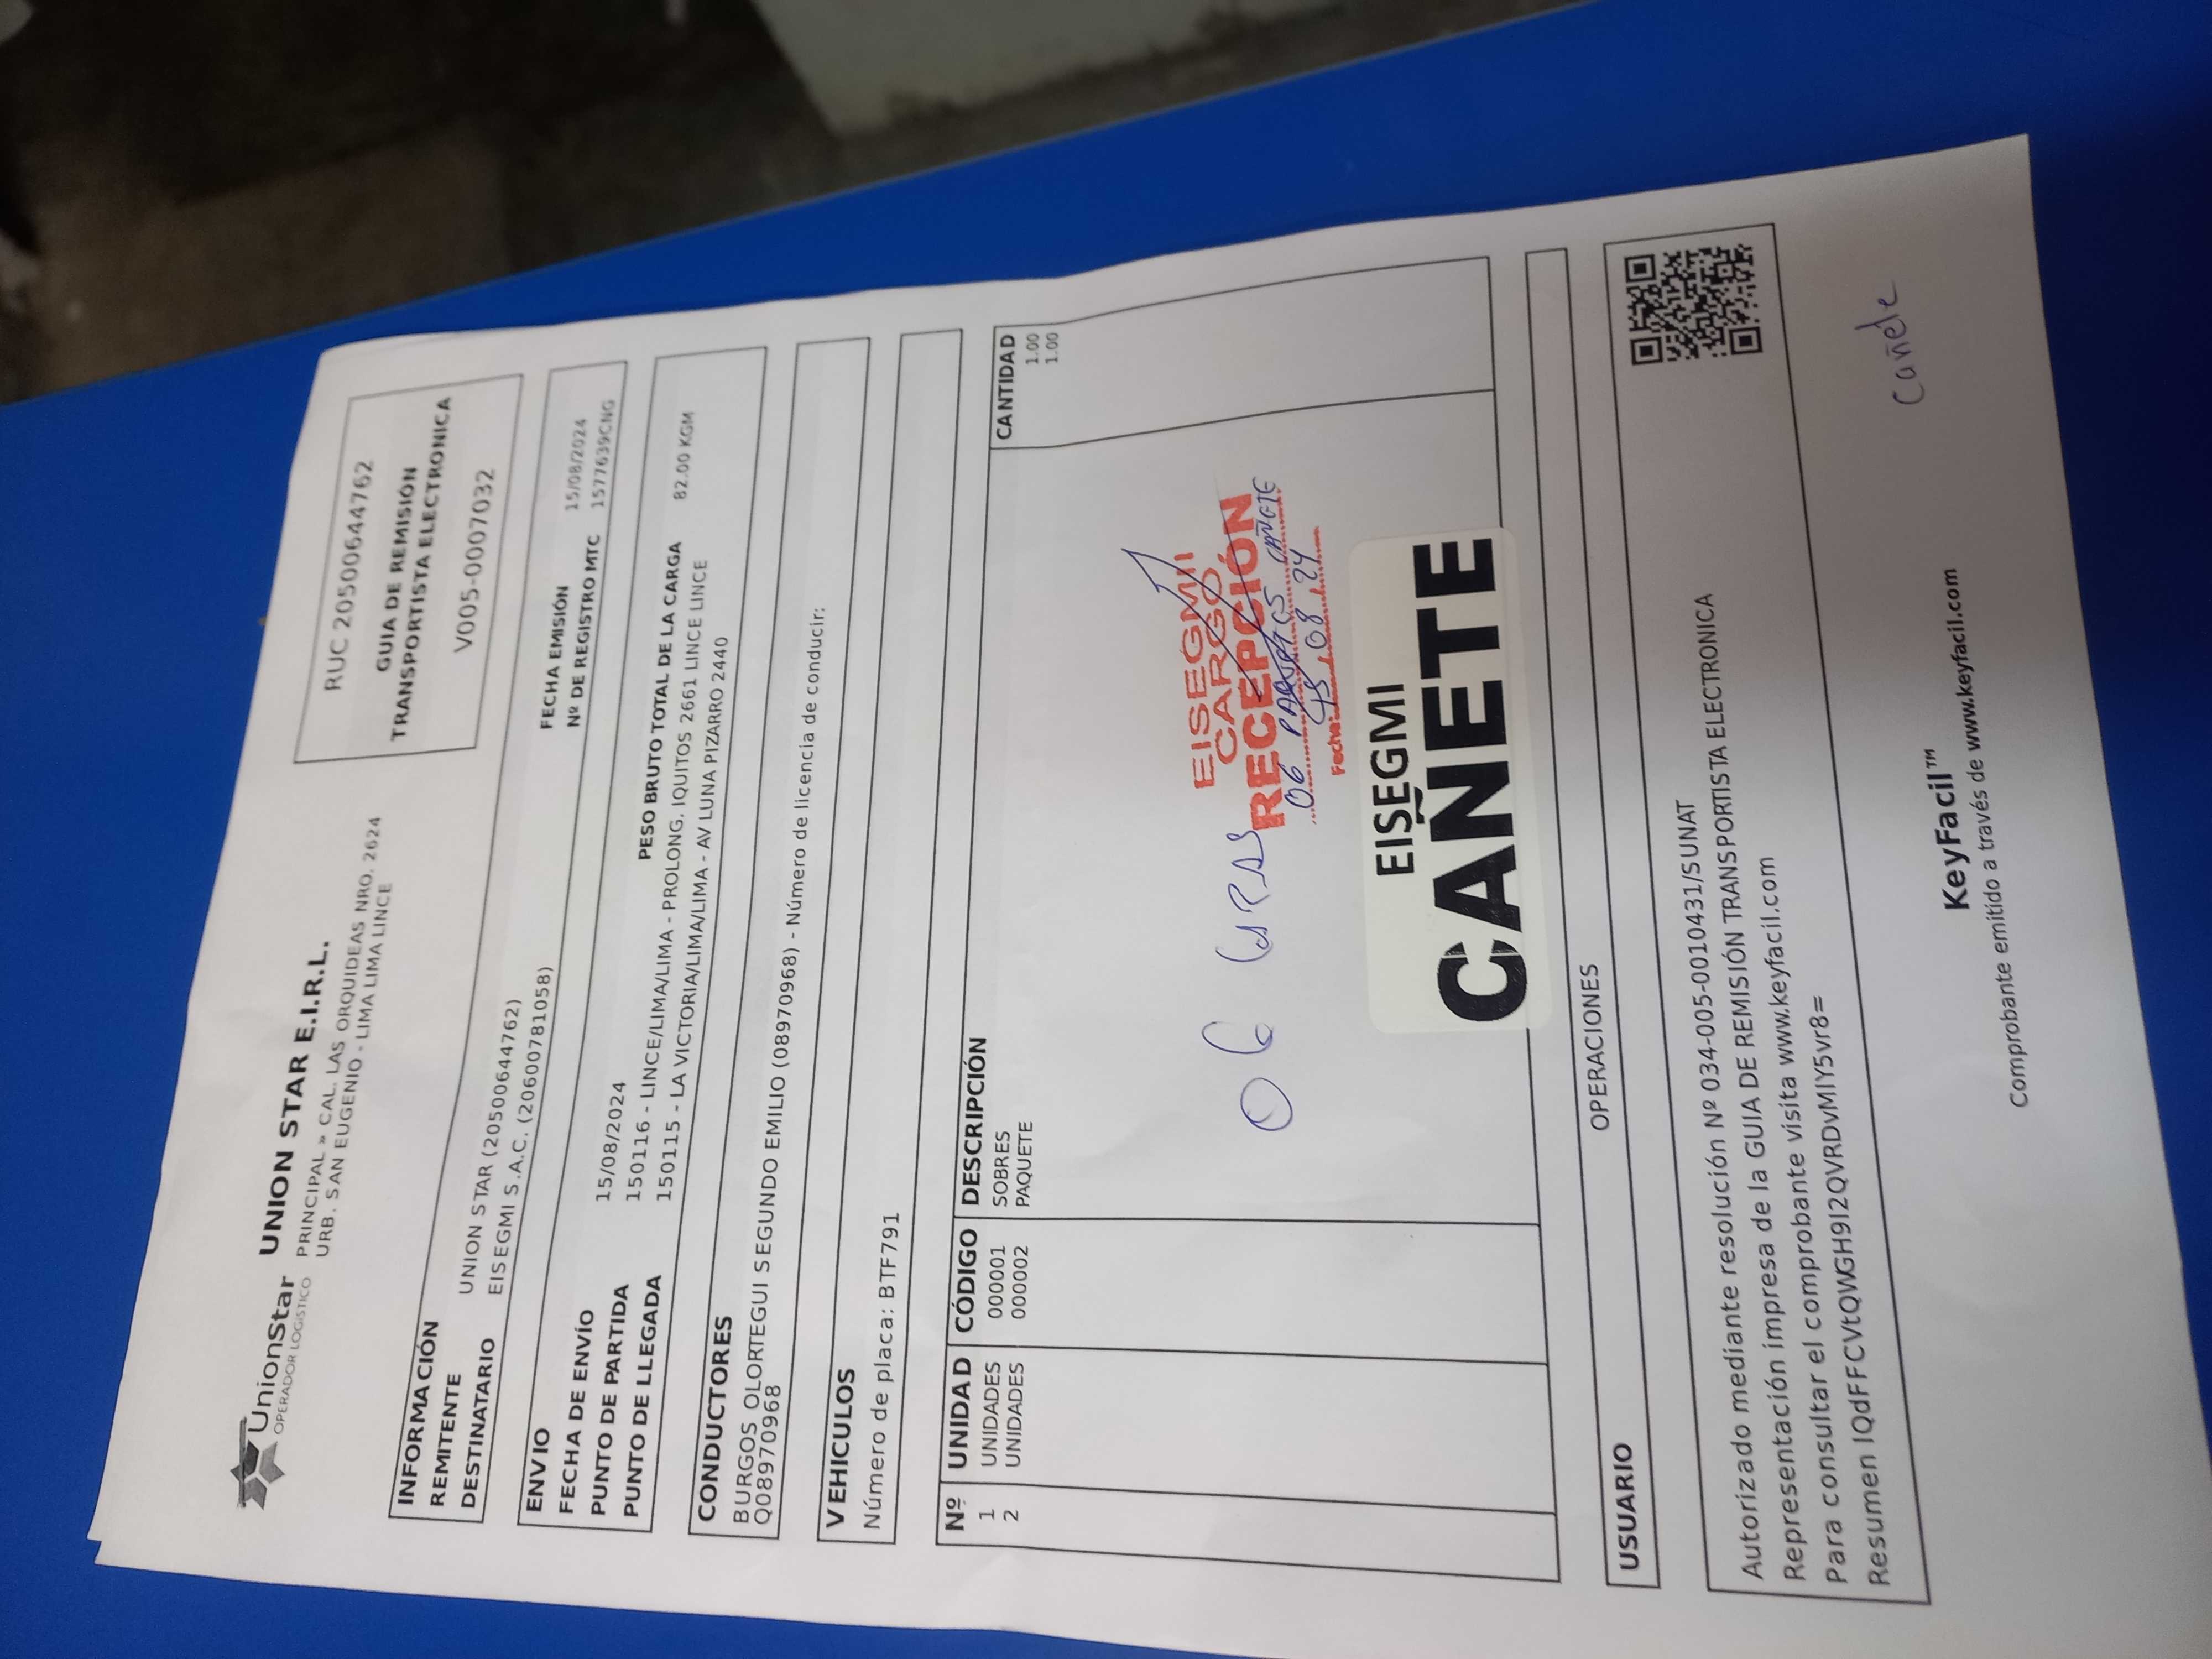 UnionStar
OPERADOR LOGISTICO
UNION STAR E.I.R.L.
PRINCIPAL » CAL. LAS ORQUIDEAS NRO. 2624
URB. SAN EUGENIO - LIMA LIMA LINCE
RUC 20500644762
GUIA DE REMISIÓN
TRANSPORTISTA ELECTRONICA
V005-0007032
INFORMACIÓN
REMITENTE UNION STAR (20500644762)
DESTINATARIO EISEGMI S.A.C. (20600781058)
FECHA EMISIÓN 15/08/2024
Nº DE REGISTRO MTC 1577639CNG
ENVIO
FECHA DE ENVÍO 15/08/2024
PESO BRUTO TOTAL DE LA CARGA 82.00 KGM
PUNTO DE PARTIDA 150116 - LINCE/LIMA/LIMA - PROLONG. IQUITOS 2661 LINCE LINCE
PUNTO DE LLEGADA 150115 - LA VICTORIA/LIMA/LIMA - AV LUNA PIZARRO 2440
CONDUCTORES
BURGOS OLORTEGUI SEGUNDO EMILIO (08970968) - Número de licencia de conducir:
Q08970968
VEHICULOS
Número de placa: BTF791
Nº UNIDAD CÓDIGO DESCRIPCIÓN CANTIDAD
1 UNIDADES 000001 SOBRES 1.00
2 UNIDADES 000002 PAQUETE 1.00
EISEGMI
CARGO
RECEPCIÓN
06 PAQUETES CAÑETE
Fecha: 15.08.24
06 GRRS
EISEGMI
CAÑETE
OPERACIONES
USUARIO
Autorizado mediante resolución Nº 034-005-0010431/SUNAT
Representación impresa de la GUIA DE REMISIÓN TRANSPORTISTA ELECTRONICA
Para consultar el comprobante visita www.keyfacil.com
Resumen IQdFFCVtQWGH9I2QVRDvMlY5vr8=
Cañete
KeyFacil™
Comprobante emitido a través de www.keyfacil.com